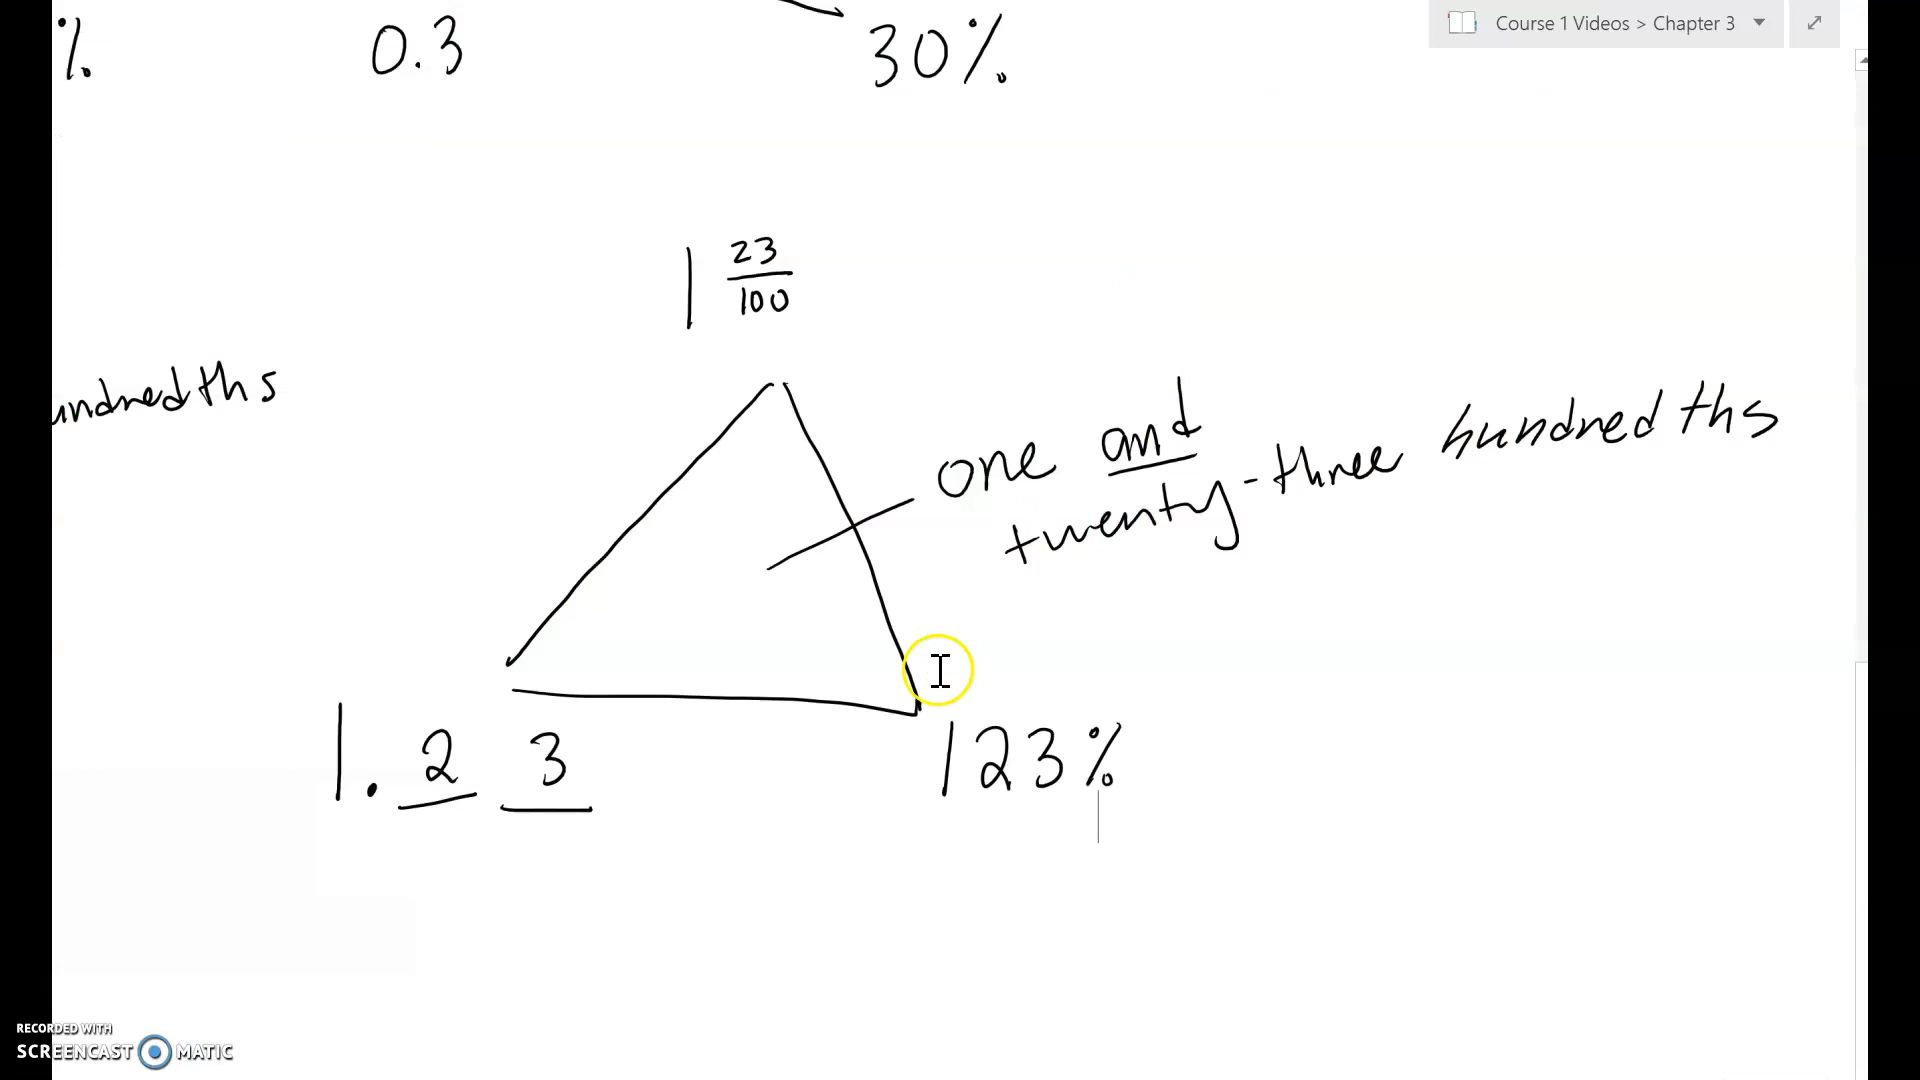 Course 1 Videos > Chapter 3
% 0.3 30%
1 23/100
undredths
one and
twenty-three hundredths
1.23
123%
RECORDED WITH
SCREENCAST MATIC